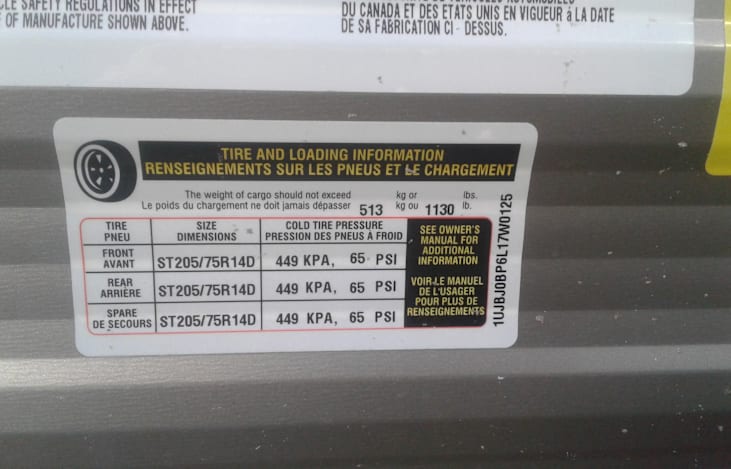 SAFETY REGULATIONS IN EFFECT
OF MANUFACTURE SHOWN ABOVE.
DU CANADA ET DES ETATS UNIS EN VIGUEUR à LA DATE
DE SA FABRICATION CI - DESSUS.
TIRE AND LOADING INFORMATION
RENSEIGNEMENTS SUR LES PNEUS ET LE CHARGEMENT
The weight of cargo should not exceed kg or lbs.
Le poids du chargement ne doit jamais dépasser 513 kg ou 1130 lb.
TIRE PNEU SIZE DIMENSIONS COLD TIRE PRESSURE PRESSION DES PNEUS À FROID
FRONT AVANT ST205/75R14D 449 KPA, 65 PSI
REAR ARRIÈRE ST205/75R14D 449 KPA, 65 PSI
SPARE DE SECOURS ST205/75R14D 449 KPA, 65 PSI
SEE OWNER'S
MANUAL FOR
ADDITIONAL
INFORMATION
VOIR LE MANUEL
DE L'USAGER
POUR PLUS DE
RENSEIGNEMENTS
1UJBJ0BP6L17W0125